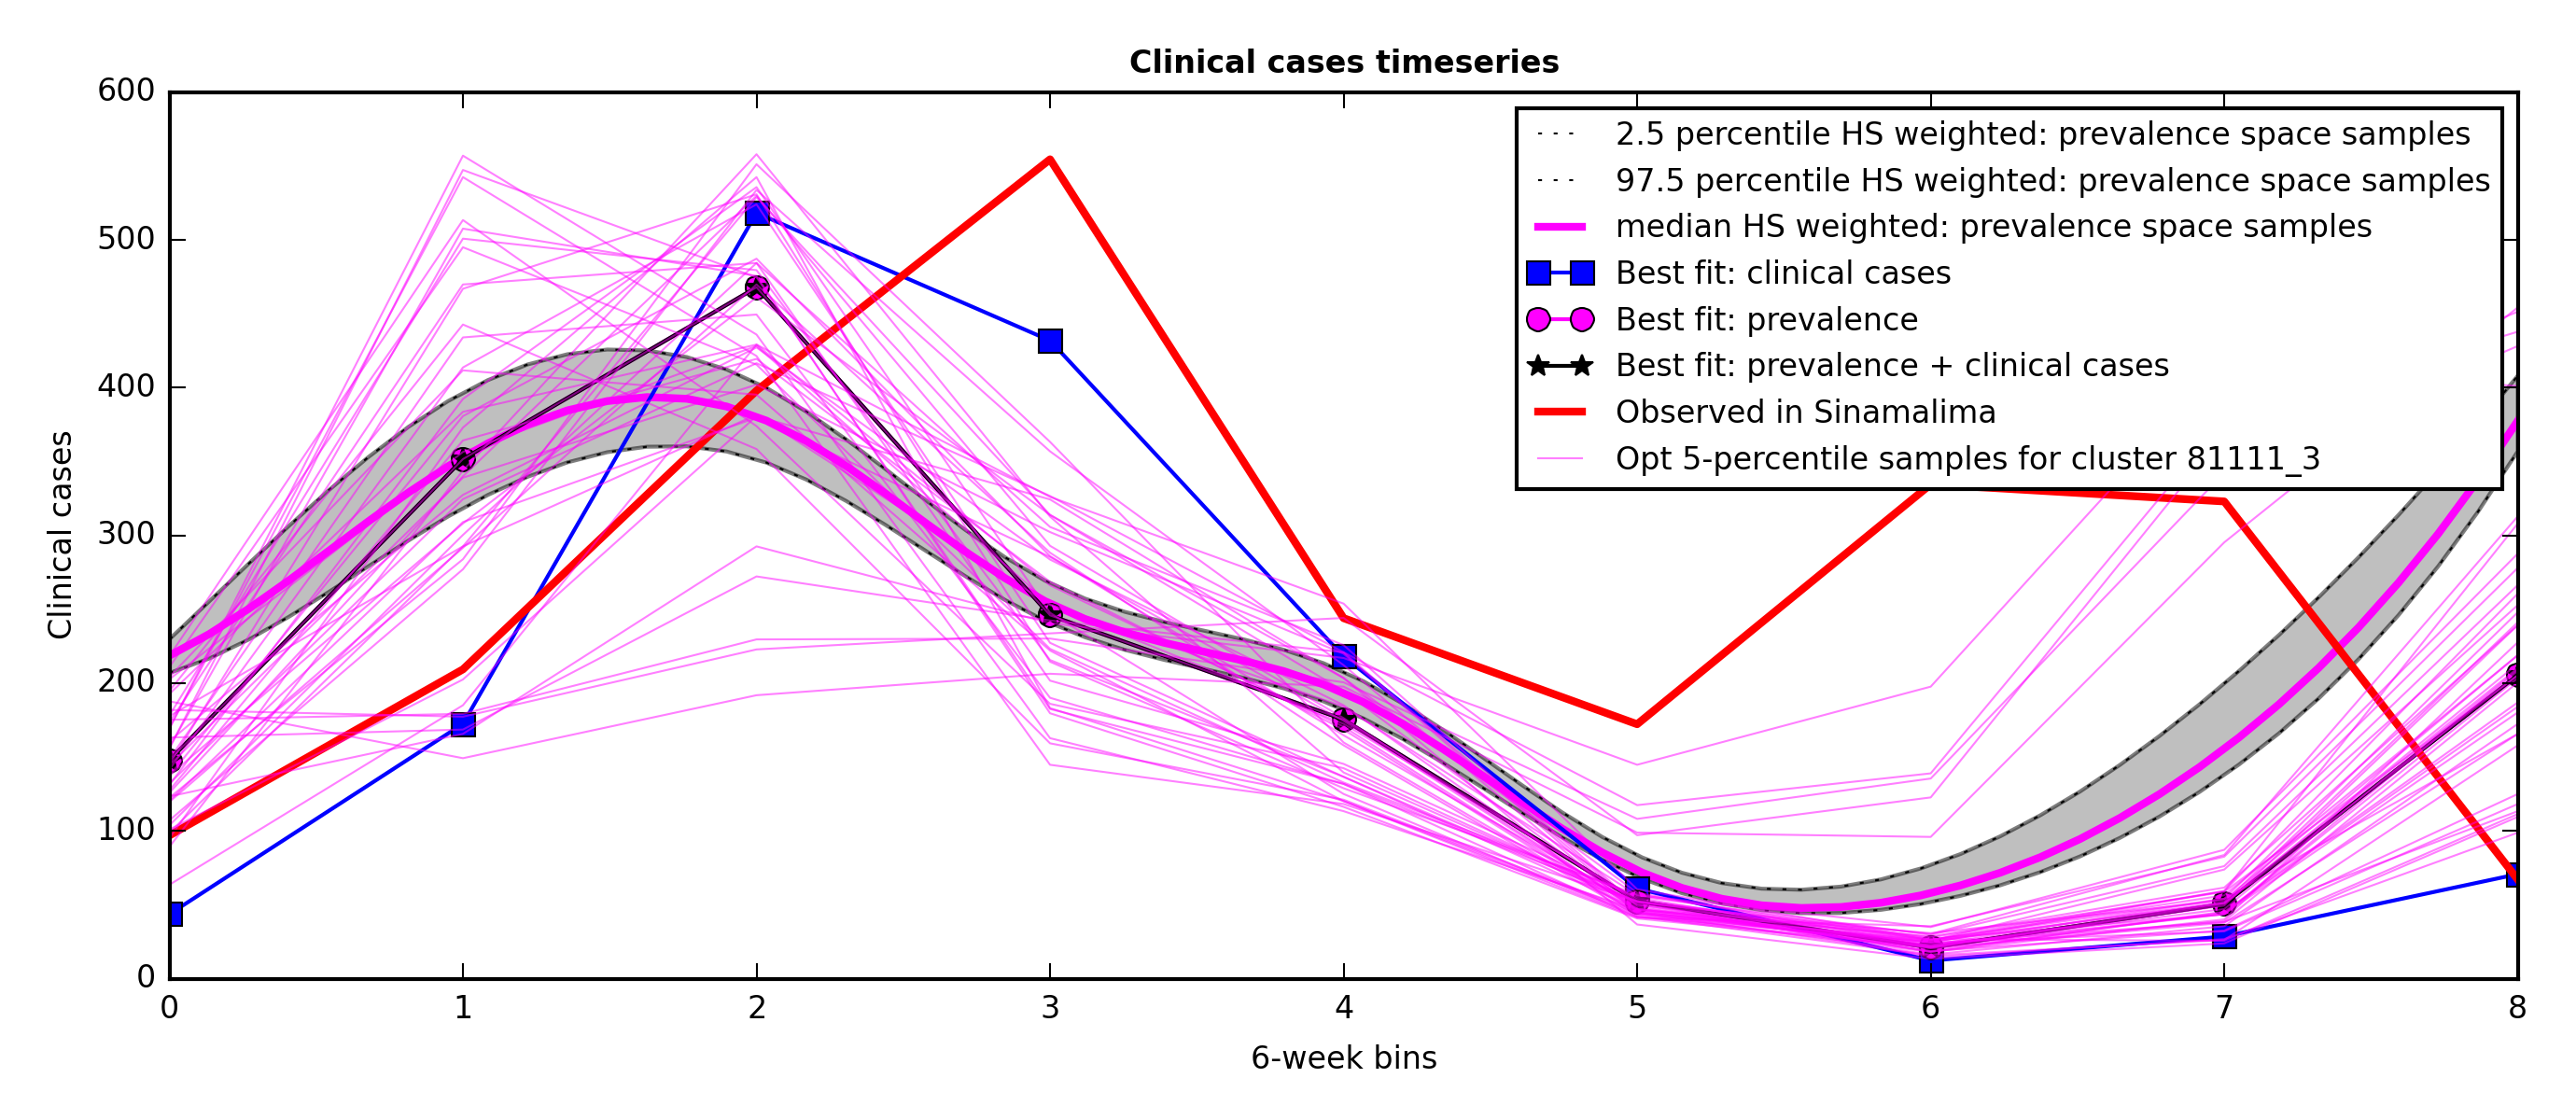 Clinical cases timeseries
600
500
400
300
200
100
0
Clinical cases
2.5 percentile HS weighted: prevalence space samples
97.5 percentile HS weighted: prevalence space samples
median HS weighted: prevalence space samples
Best fit: clinical cases
Best fit: prevalence
Best fit: prevalence + clinical cases
Observed in Sinamalima
Opt 5-percentile samples for cluster 81111_3
0 1 2 3 4 5 6 7 8
6-week bins